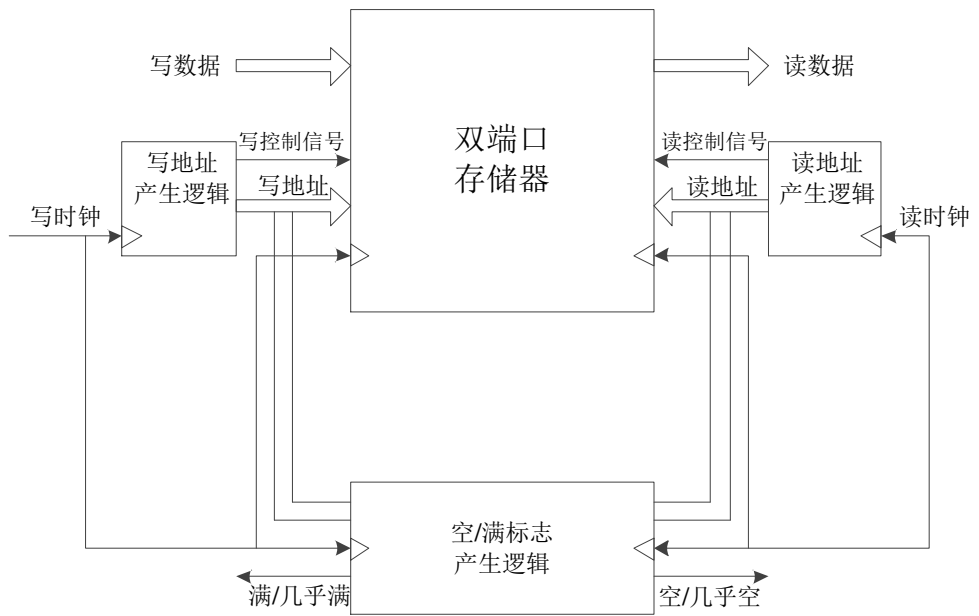 写数据
读数据
双端口
存储器
写控制信号
读控制信号
写地址
产生逻辑
写地址
读地址
读地址
产生逻辑
写时钟
读时钟
空/满标志
产生逻辑
满/几乎满
空/几乎空